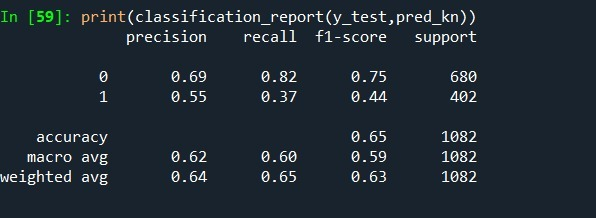 In [59]: print(classification_report(y_test,pred_kn))
precision recall f1-score support
0 0.69 0.82 0.75 680
1 0.55 0.37 0.44 402
accuracy 0.65 1082
macro avg 0.62 0.60 0.59 1082
weighted avg 0.64 0.65 0.63 1082